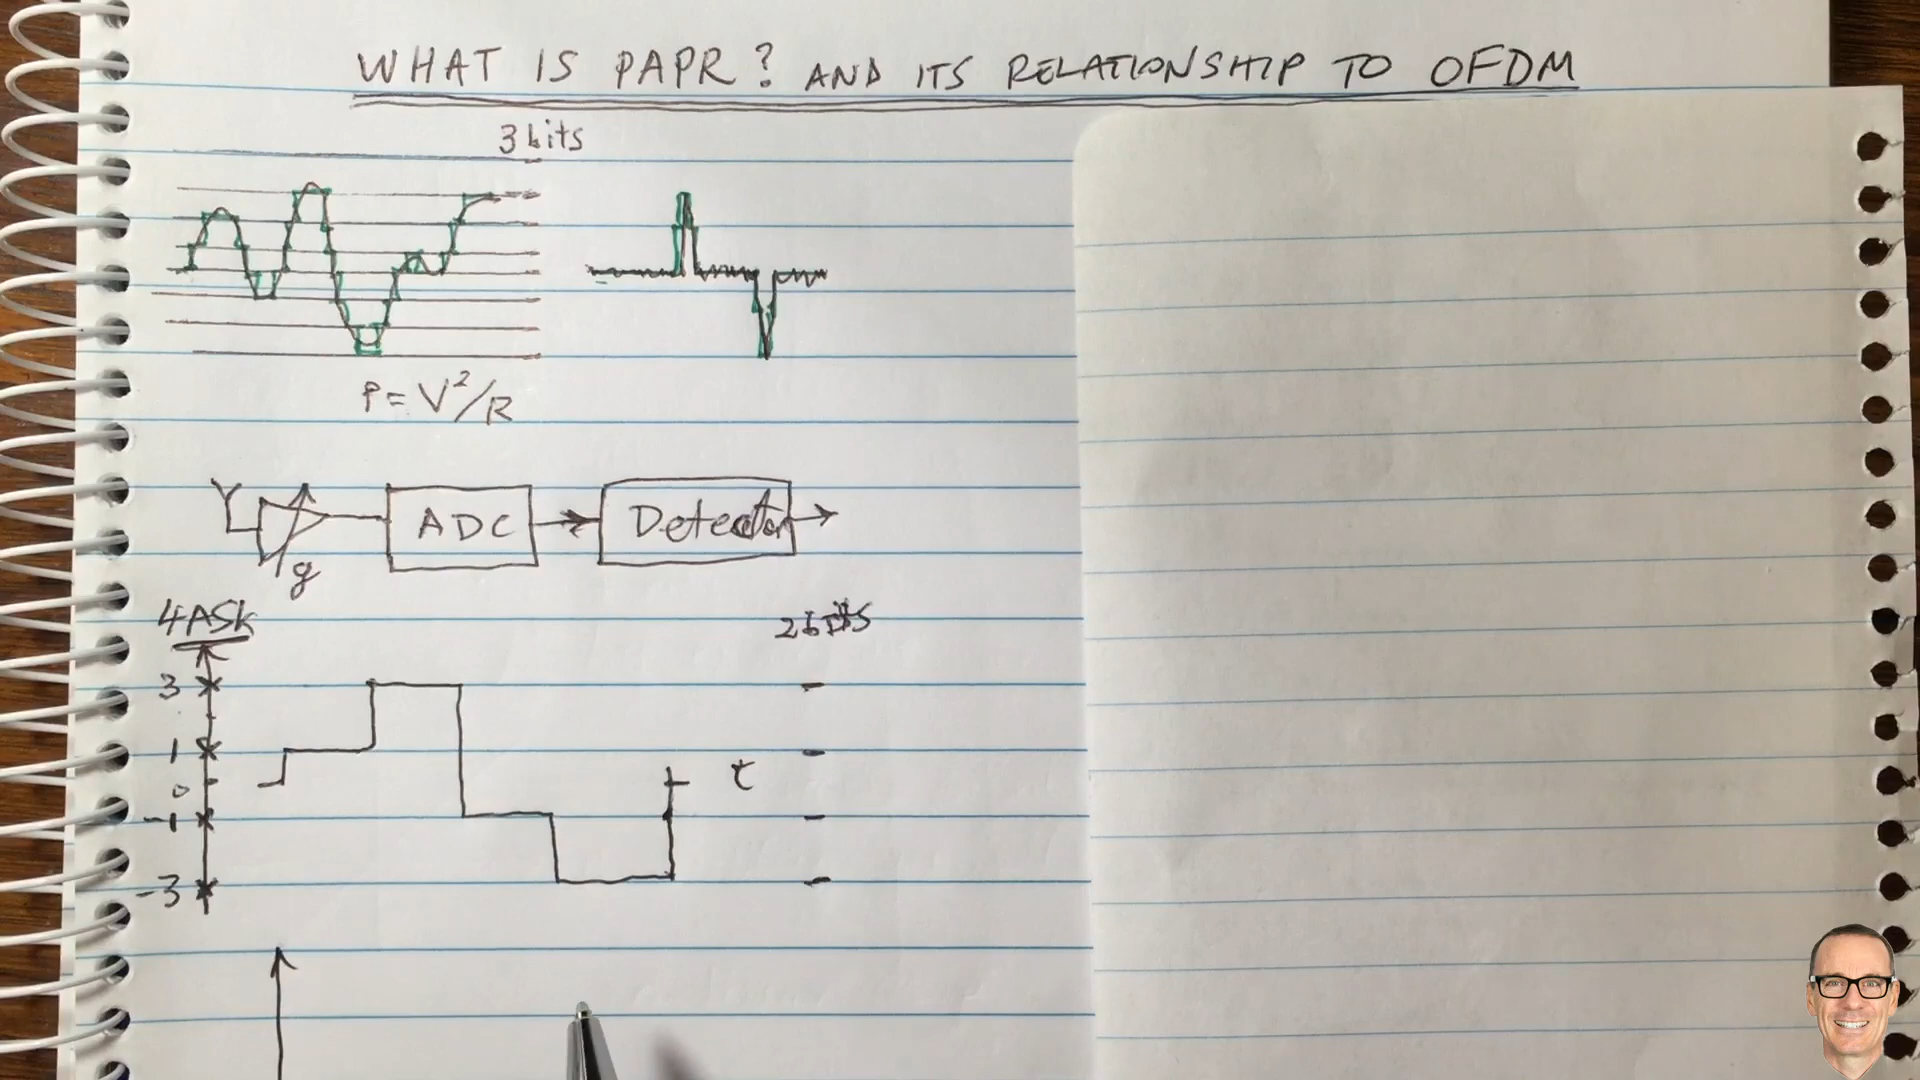 WHAT IS PAPR? AND ITS RELATIONSHIP TO OFDM
3 bits
P = V²/R
g
ADC
Detector
4ASK
2 bits
3
1
0
t
-1
-3